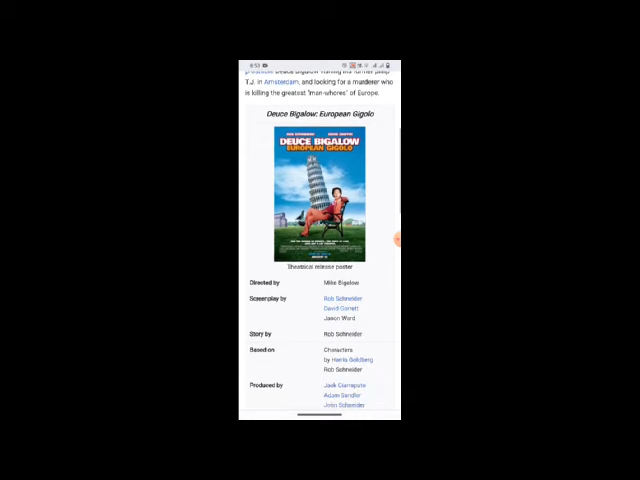 8:53
T.J. in Amsterdam, and looking for a murderer who
is killing the greatest "man-whores" of Europe.
Deuce Bigalow: European Gigolo
DEUCE BIGALOW
EUROPEAN GIGOLO
Theatrical release poster
Directed by Mike Bigelow
Screenplay by Rob Schneider
David Garrett
Jason Ward
Story by Rob Schneider
Based on Characters
by Harris Goldberg
Rob Schneider
Produced by Jack Giarraputo
Adam Sandler
John Schneider